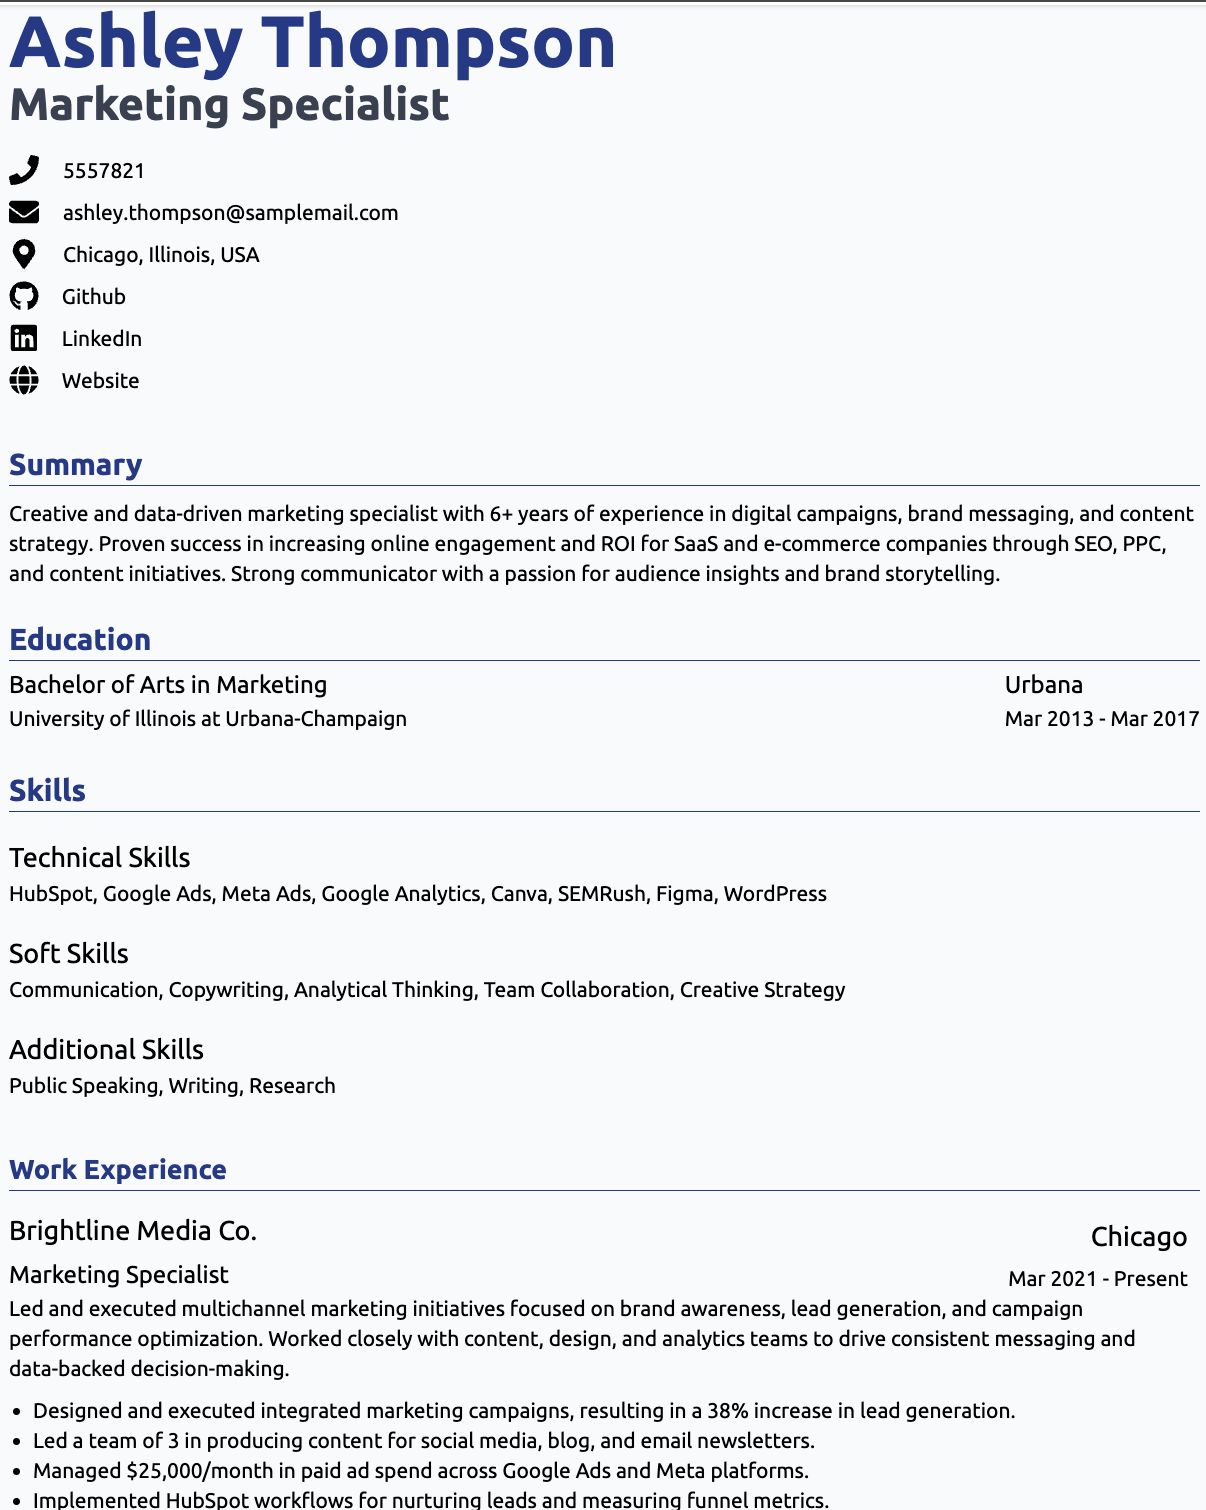 Ashley Thompson
Marketing Specialist
5557821
ashley.thompson@samplemail.com
Chicago, Illinois, USA
Github
LinkedIn
Website
Summary
Creative and data-driven marketing specialist with 6+ years of experience in digital campaigns, brand messaging, and content
strategy. Proven success in increasing online engagement and ROI for SaaS and e-commerce companies through SEO, PPC,
and content initiatives. Strong communicator with a passion for audience insights and brand storytelling.
Education
Bachelor of Arts in Marketing Urbana
University of Illinois at Urbana-Champaign Mar 2013 - Mar 2017
Skills
Technical Skills
HubSpot, Google Ads, Meta Ads, Google Analytics, Canva, SEMRush, Figma, WordPress
Soft Skills
Communication, Copywriting, Analytical Thinking, Team Collaboration, Creative Strategy
Additional Skills
Public Speaking, Writing, Research
Work Experience
Brightline Media Co. Chicago
Marketing Specialist Mar 2021 - Present
Led and executed multichannel marketing initiatives focused on brand awareness, lead generation, and campaign
performance optimization. Worked closely with content, design, and analytics teams to drive consistent messaging and
data-backed decision-making.
• Designed and executed integrated marketing campaigns, resulting in a 38% increase in lead generation.
• Led a team of 3 in producing content for social media, blog, and email newsletters.
• Managed $25,000/month in paid ad spend across Google Ads and Meta platforms.
• Implemented HubSpot workflows for nurturing leads and measuring funnel metrics.